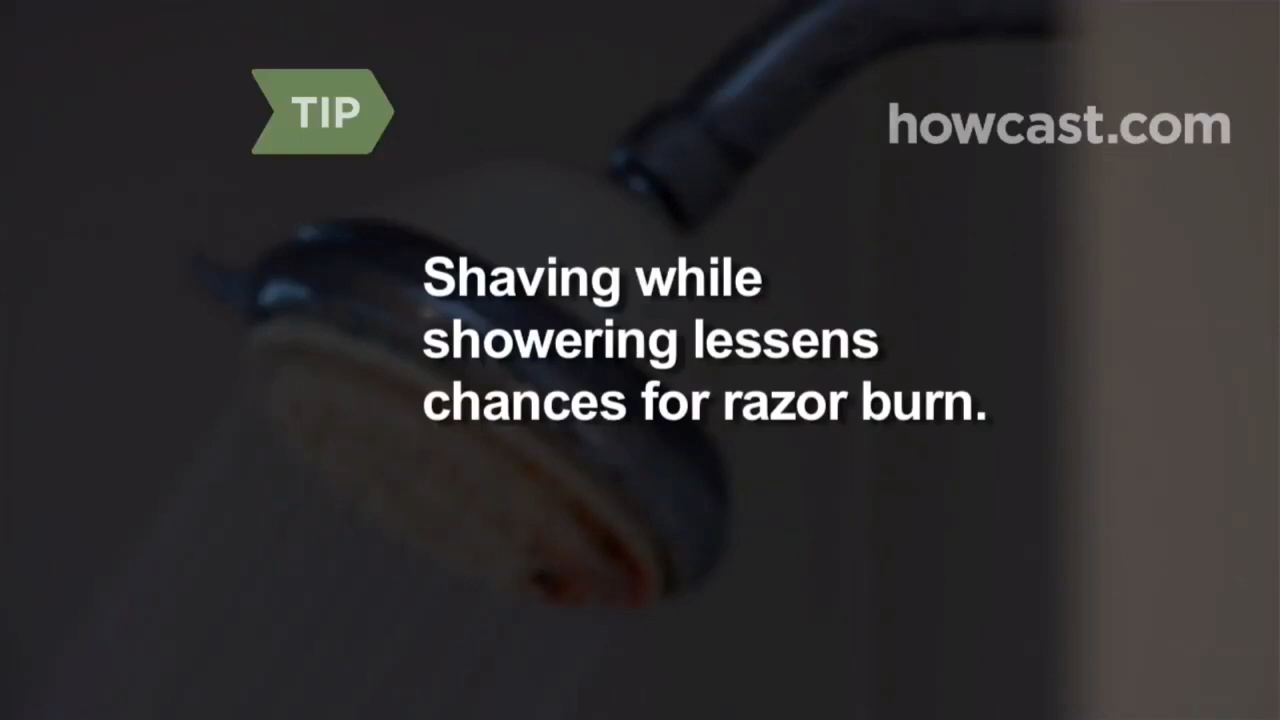 TIP
howcast.com
Shaving while
showering lessens
chances for razor burn.